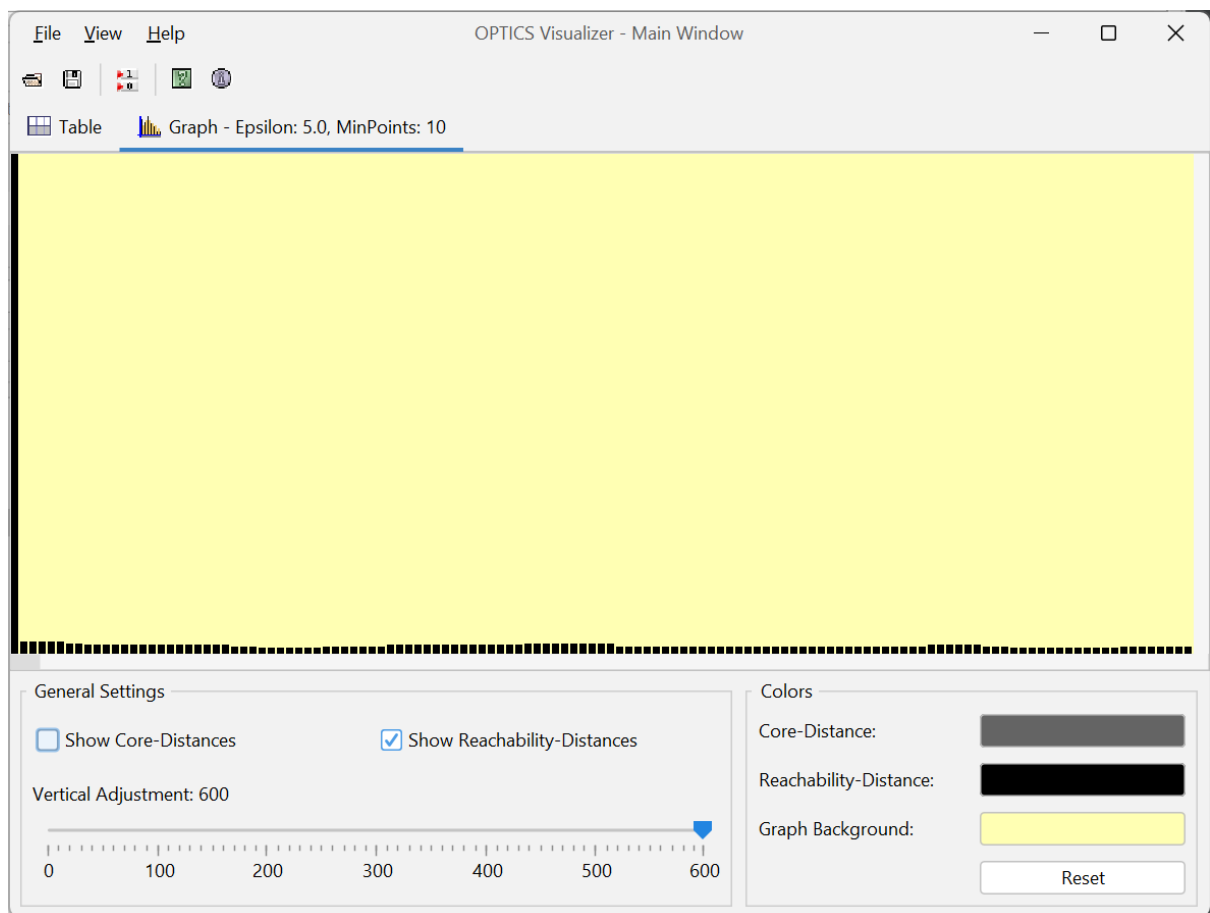 File View Help OPTICS Visualizer - Main Window
Table Graph - Epsilon: 5.0, MinPoints: 10
General Settings
Show Core-Distances Show Reachability-Distances
Vertical Adjustment: 600
0 100 200 300 400 500 600
Colors
Core-Distance:
Reachability-Distance:
Graph Background:
Reset